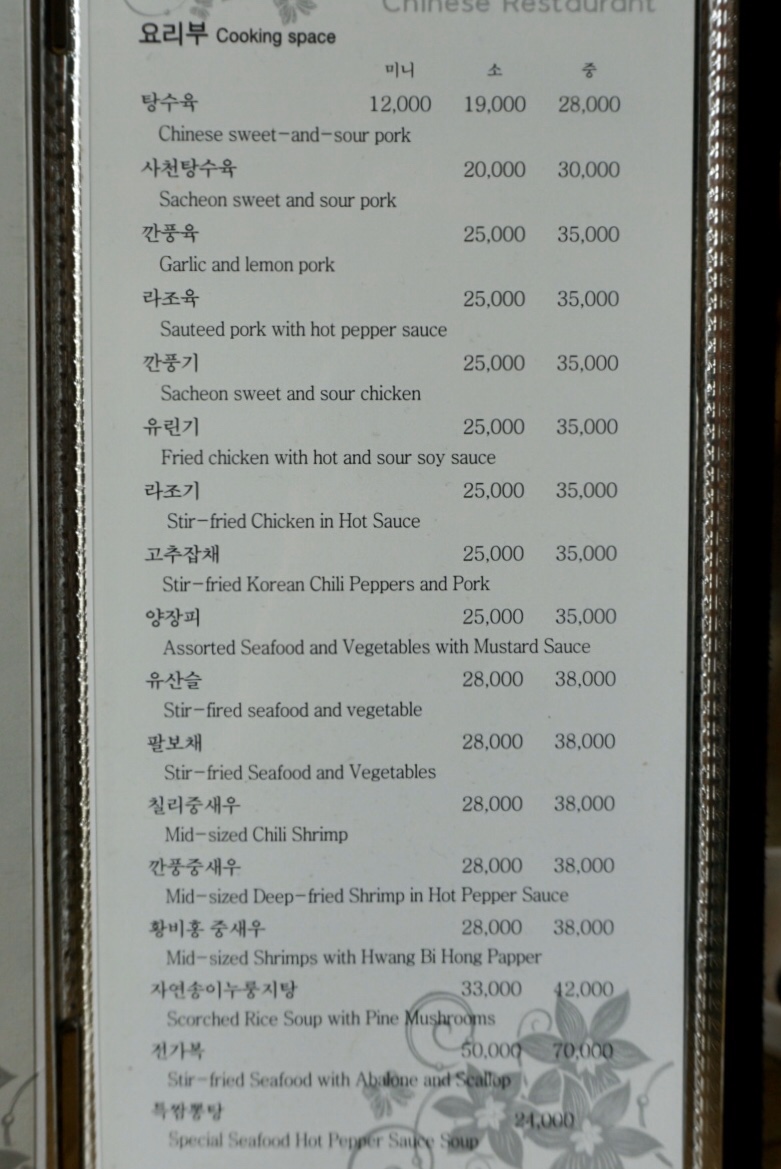 Chinese Restaurant
요리부 Cooking space
미니 소 중
탕수육 12,000 19,000 28,000
Chinese sweet-and-sour pork
사천탕수육 20,000 30,000
Sacheon sweet and sour pork
깐풍육 25,000 35,000
Garlic and lemon pork
라조육 25,000 35,000
Sauteed pork with hot pepper sauce
깐풍기 25,000 35,000
Sacheon sweet and sour chicken
유린기 25,000 35,000
Fried chicken with hot and sour soy sauce
라조기 25,000 35,000
Stir-fried Chicken in Hot Sauce
고추잡채 25,000 35,000
Stir-fried Korean Chili Peppers and Pork
양장피 25,000 35,000
Assorted Seafood and Vegetables with Mustard Sauce
유산슬 28,000 38,000
Stir-fired seafood and vegetable
팔보채 28,000 38,000
Stir-fried Seafood and Vegetables
칠리중새우 28,000 38,000
Mid-sized Chili Shrimp
깐풍중새우 28,000 38,000
Mid-sized Deep-fried Shrimp in Hot Pepper Sauce
황비홍 중새우 28,000 38,000
Mid-sized Shrimps with Hwang Bi Hong Papper
자연송이누룽지탕 33,000 42,000
Scorched Rice Soup with Pine Mushrooms
전가복 50,000 70,000
Stir-fried Seafood with Abalone and Scallop
특짬뽕탕 24,000
Special Seafood Hot Pepper Sauce Soup